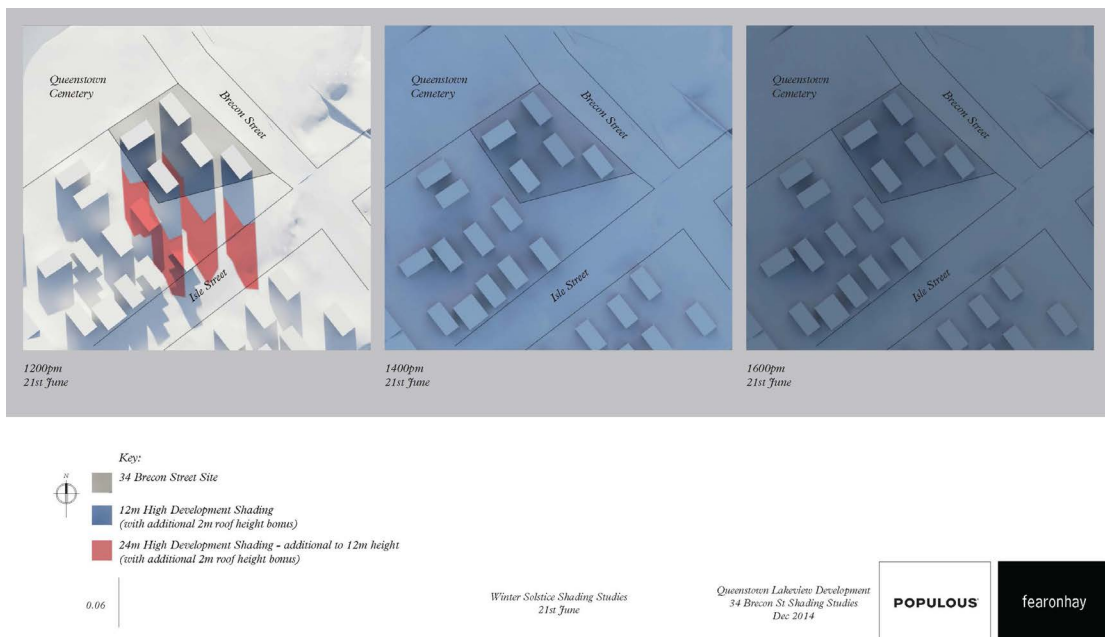 Queenstown
Cemetery
Brecon Street
Isle Street
1200pm
21st June
Queenstown
Cemetery
Brecon Street
Isle Street
1400pm
21st June
Queenstown
Cemetery
Brecon Street
Isle Street
1600pm
21st June
Key:
N
34 Brecon Street Site
12m High Development Shading
(with additional 2m roof height bonus)
24m High Development Shading - additional to 12m height
(with additional 2m roof height bonus)
0.06
Winter Solstice Shading Studies
21st June
Queenstown Lakeview Development
34 Brecon St Shading Studies
Dec 2014
POPULOUS
fearonhay